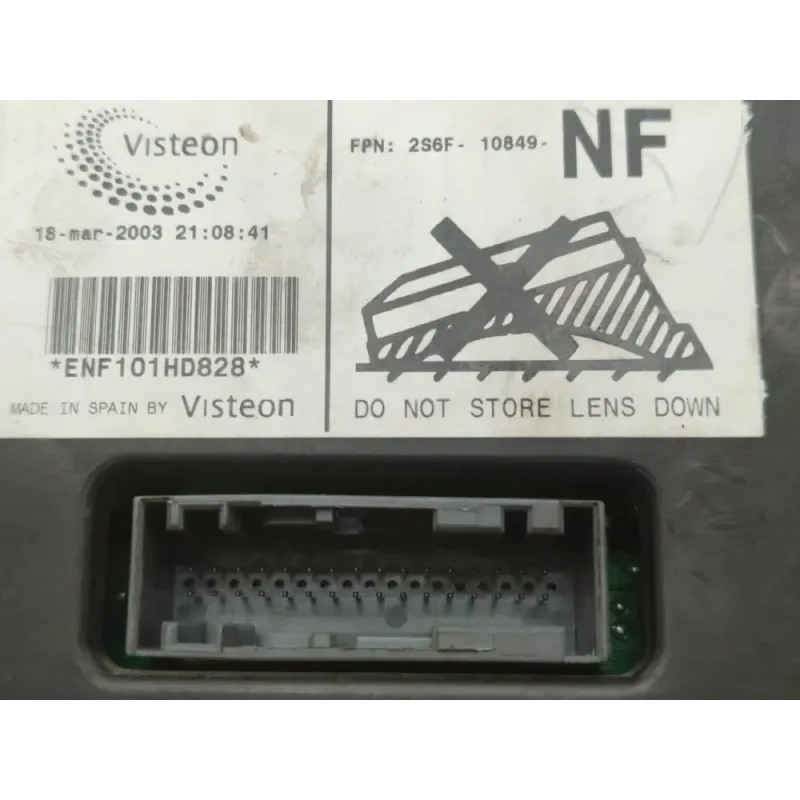 Visteon
18-mar-2003 21:08:41
*ENF101HD828*
MADE IN SPAIN BY Visteon
FPN: 2S6F- 10849- NF
DO NOT STORE LENS DOWN